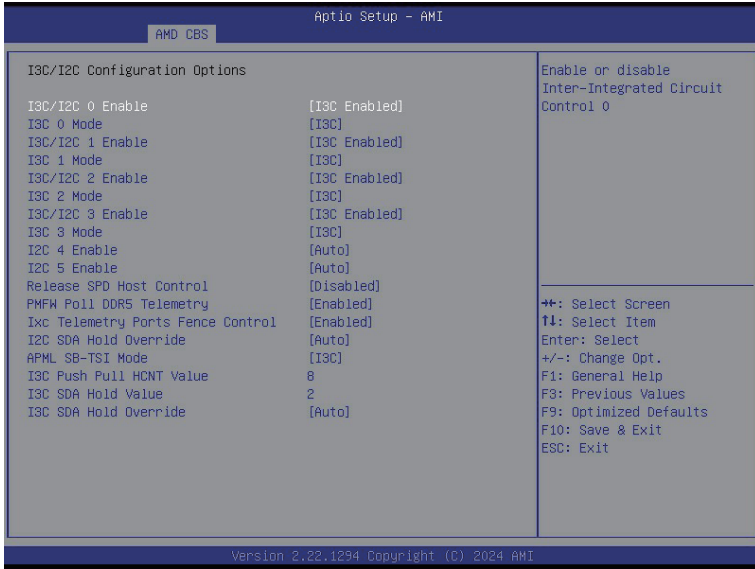 Aptio Setup - AMI
AMD CBS
I3C/I2C Configuration Options
I3C/I2C 0 Enable [I3C Enabled]
I3C 0 Mode [I3C]
I3C/I2C 1 Enable [I3C Enabled]
I3C 1 Mode [I3C]
I3C/I2C 2 Enable [I3C Enabled]
I3C 2 Mode [I3C]
I3C/I2C 3 Enable [I3C Enabled]
I3C 3 Mode [I3C]
I2C 4 Enable [Auto]
I2C 5 Enable [Auto]
Release SPD Host Control [Disabled]
PMFW Poll DDR5 Telemetry [Enabled]
Ixc Telemetry Ports Fence Control [Enabled]
I2C SDA Hold Override [Auto]
APML SB-TSI Mode [I3C]
I3C Push Pull HCNT Value 8
I3C SDA Hold Value 2
I3C SDA Hold Override [Auto]
Enable or disable
Inter-Integrated Circuit
Control 0
→←: Select Screen
↑↓: Select Item
Enter: Select
+/-: Change Opt.
F1: General Help
F3: Previous Values
F9: Optimized Defaults
F10: Save & Exit
ESC: Exit
Version 2.22.1294 Copyright (C) 2024 AMI